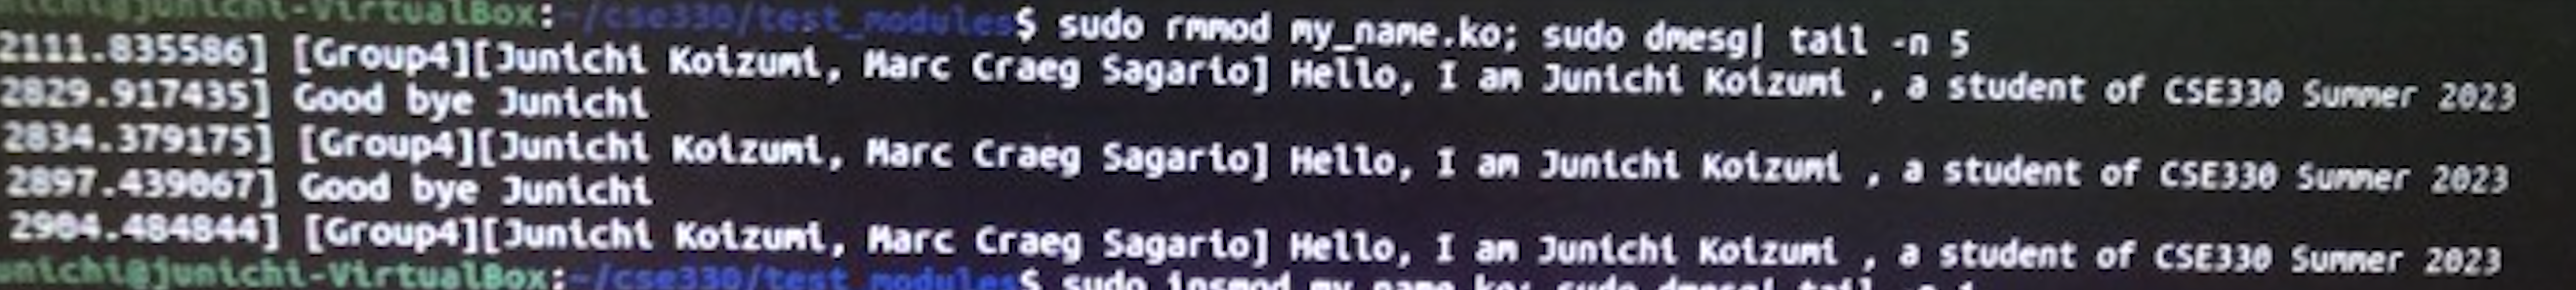 junichi@junichi-VirtualBox:~/cse330/test_modules$ sudo rmmod my_name.ko; sudo dmesg| tail -n 5
2111.835586] [Group4][Junichi Koizumi, Marc Craeg Sagario] Hello, I am Junichi Koizumi , a student of CSE330 Summer 2023
2829.917435] Good bye Junichi
2834.379175] [Group4][Junichi Koizumi, Marc Craeg Sagario] Hello, I am Junichi Koizumi , a student of CSE330 Summer 2023
2897.439067] Good bye Junichi
2904.484844] [Group4][Junichi Koizumi, Marc Craeg Sagario] Hello, I am Junichi Koizumi , a student of CSE330 Summer 2023
unichi@junichi-VirtualBox:~/cse330/test_modules$ sudo insmod my_name.ko; sudo dmesg| tail